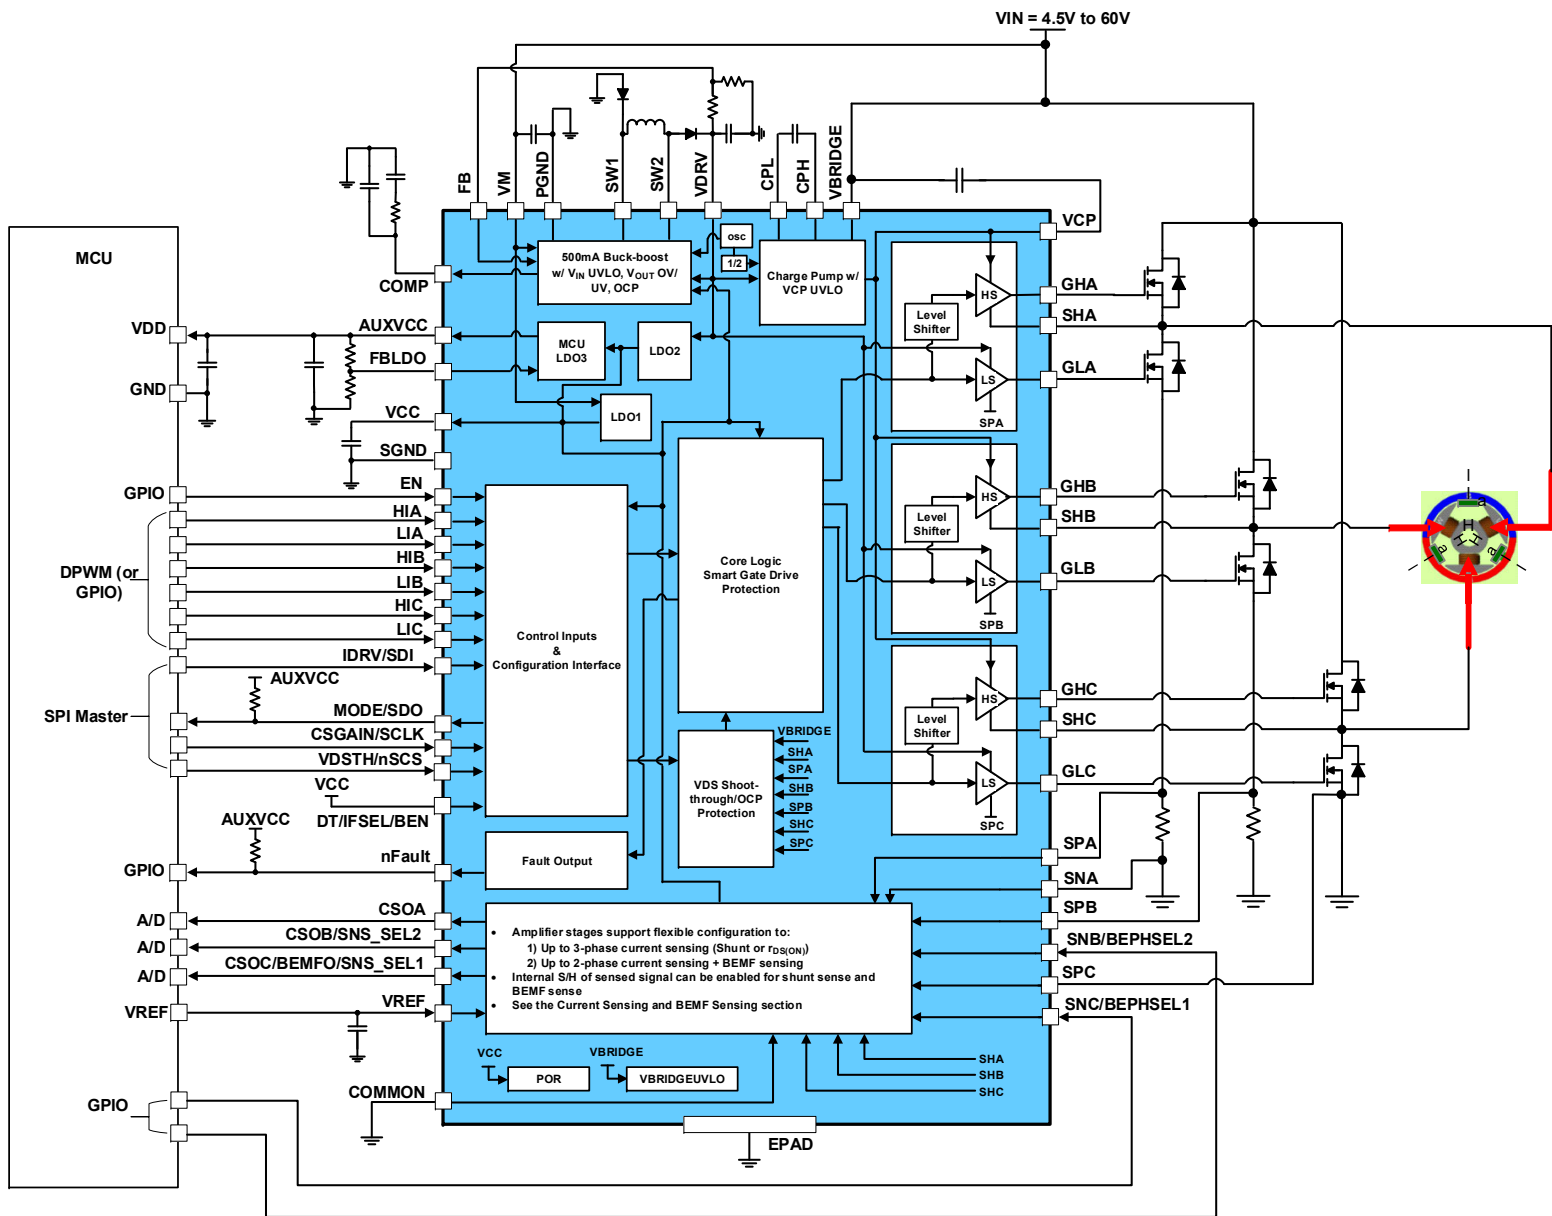 VIN = 4.5V to 60V
FB
VM
PGND
SW1
SW2
VDRV
CPL
CPH
VBRIDGE
MCU
COMP
VDD
AUXVCC
FBLDO
GND
VCC
SGND
GPIO
EN
HIA
LIA
HIB
DPWM (or
GPIO)
LIB
HIC
LIC
IDRV/SDI
AUXVCC
SPI Master
MODE/SDO
CSGAIN/SCLK
VDSTH/nSCS
VCC
DT/IFSEL/BEN
AUXVCC
GPIO
nFault
A/D
CSOA
A/D
CSOB/SNS_SEL2
A/D
CSOC/BEMFO/SNS_SEL1
VREF
VREF
GPIO
COMMON
500mA Buck-boost
w/ VIN UVLO, VOUT OV/
UV, OCP
osc
1/2
Charge Pump w/
VCP UVLO
MCU
LDO3
LDO2
LDO1
Control Inputs
&
Configuration Interface
Core Logic
Smart Gate Drive
Protection
VDS Shoot-
through/OCP
Protection
VBRIDGE
SHA
SPA
SHB
SPB
SHC
SPC
Fault Output
Level
Shifter
HS
LS
SPA
Level
Shifter
HS
LS
SPB
Level
Shifter
HS
LS
SPC
• Amplifier stages support flexible configuration to:
1) Up to 3-phase current sensing (Shunt or rDS(ON))
2) Up to 2-phase current sensing + BEMF sensing
• Internal S/H of sensed signal can be enabled for shunt sense and
BEMF sense
• See the Current Sensing and BEMF Sensing section
VCC
POR
VBRIDGE
VBRIDGEUVLO
SHA
SHB
SHC
EPAD
VCP
GHA
SHA
GLA
GHB
SHB
GLB
GHC
SHC
GLC
SPA
SNA
SPB
SNB/BEPHSEL2
SPC
SNC/BEPHSEL1
a
H
H
H
a
a